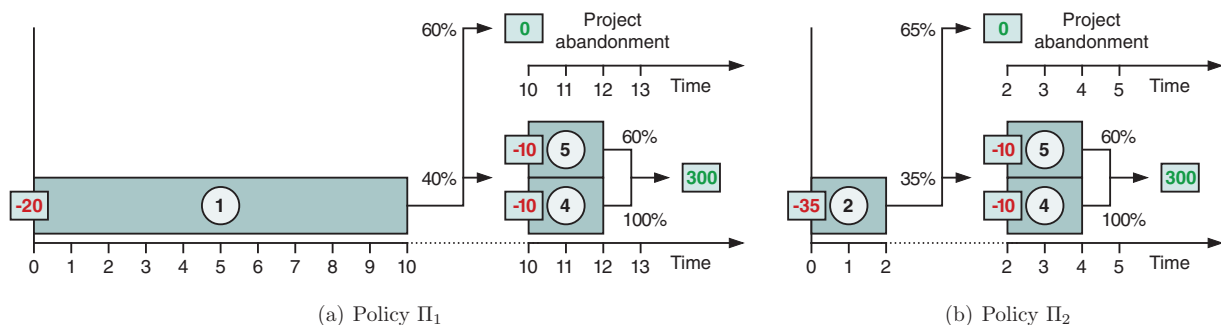 60%
0
Project
abandonment
10 11 12 13 Time
-10 5 60%
40% 300
-20 1 -10 4 100%
0 1 2 3 4 5 6 7 8 9 10 10 11 12 13 Time
(a) Policy Π₁
65%
0
Project
abandonment
2 3 4 5 Time
-10 5 60%
35% 300
-35 2 -10 4 100%
0 1 2 2 3 4 5 Time
(b) Policy Π₂